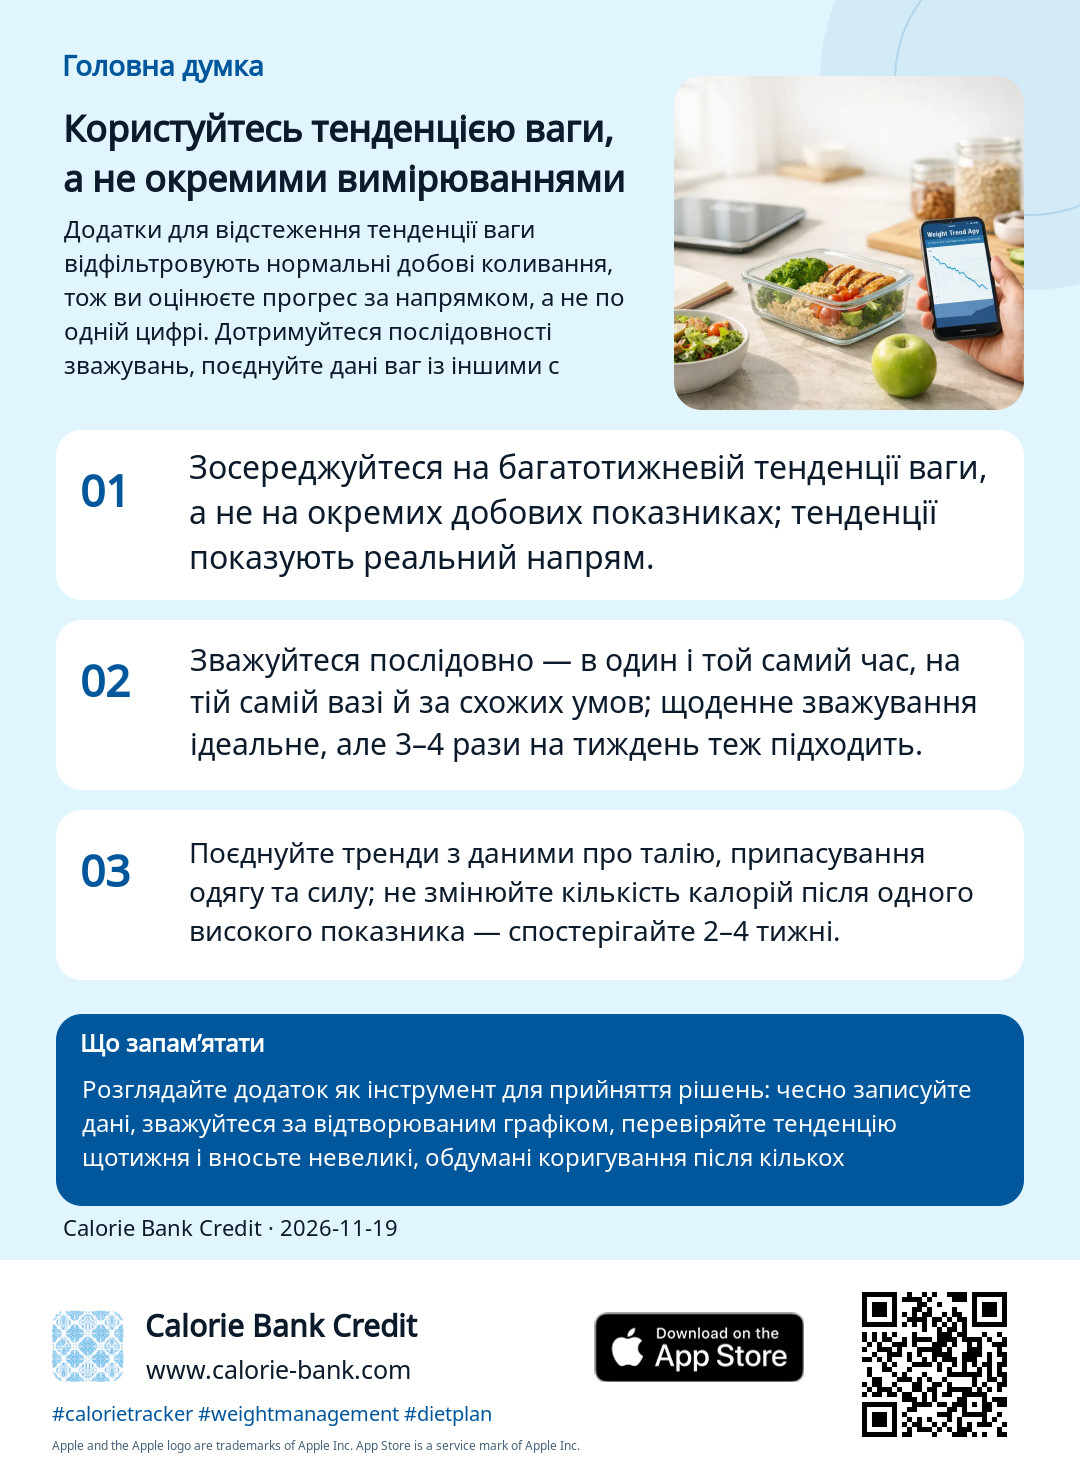 Головна думка
Користуйтесь тенденцією ваги,
а не окремими вимірюваннями
Додатки для відстеження тенденції ваги
відфільтровують нормальні добові коливання,
тож ви оцінюєте прогрес за напрямком, а не по
одній цифрі. Дотримуйтеся послідовності
зважувань, поєднуйте дані ваг із іншими с
Weight Trend Agv
01
Зосереджуйтеся на багатотижневій тенденції ваги,
а не на окремих добових показниках; тенденції
показують реальний напрям.
02
Зважуйтеся послідовно — в один і той самий час, на
тій самій вазі й за схожих умов; щоденне зважування
ідеальне, але 3–4 рази на тиждень теж підходить.
03
Поєднуйте тренди з даними про талію, припасування
одягу та силу; не змінюйте кількість калорій після одного
високого показника — спостерігайте 2–4 тижні.
Що запам’ятати
Розглядайте додаток як інструмент для прийняття рішень: чесно записуйте
дані, зважуйтеся за відтворюваним графіком, перевіряйте тенденцію
щотижня і вносьте невеликі, обдумані коригування після кількох
Calorie Bank Credit · 2026-11-19
Calorie Bank Credit
www.calorie-bank.com
Download on the
App Store
#calorietracker #weightmanagement #dietplan
Apple and the Apple logo are trademarks of Apple Inc. App Store is a service mark of Apple Inc.